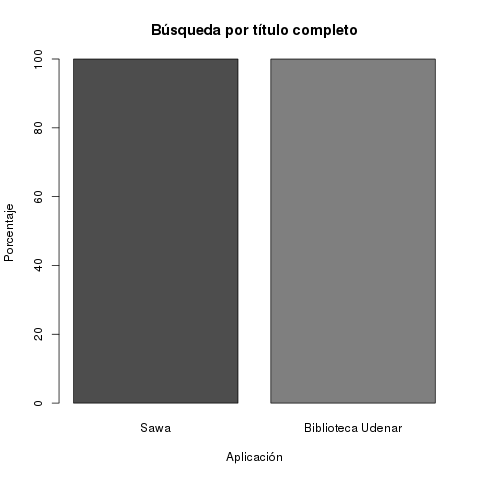 Búsqueda por título completo
Porcentaje
100
80
60
40
20
0
Sawa
Biblioteca Udenar
Aplicación